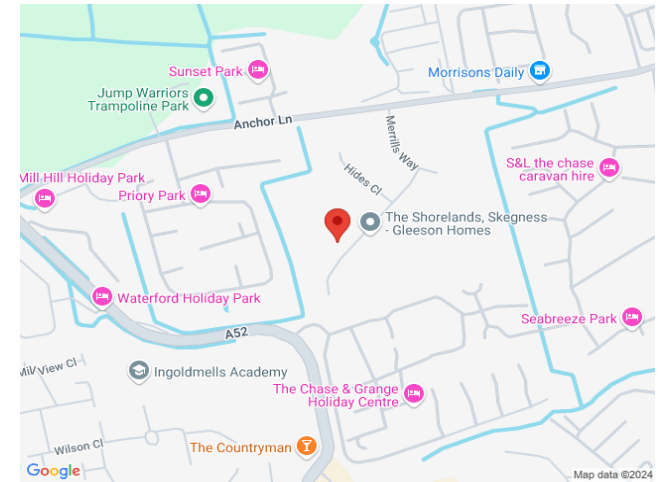 Sunset Park
Morrisons Daily
Jump Warriors
Trampoline Park
Anchor Ln
Merrills Way
S&L the chase
caravan hire
Mill Hill Holiday Park
Priory Park
Hides Cl
The Shorelands, Skegness
- Gleeson Homes
Waterford Holiday Park
Seabreeze Park
A52
Mill View Cl
Ingoldmells Academy
The Chase & Grange
Holiday Centre
Wilson Cl
The Countryman
Google
Map data ©2024